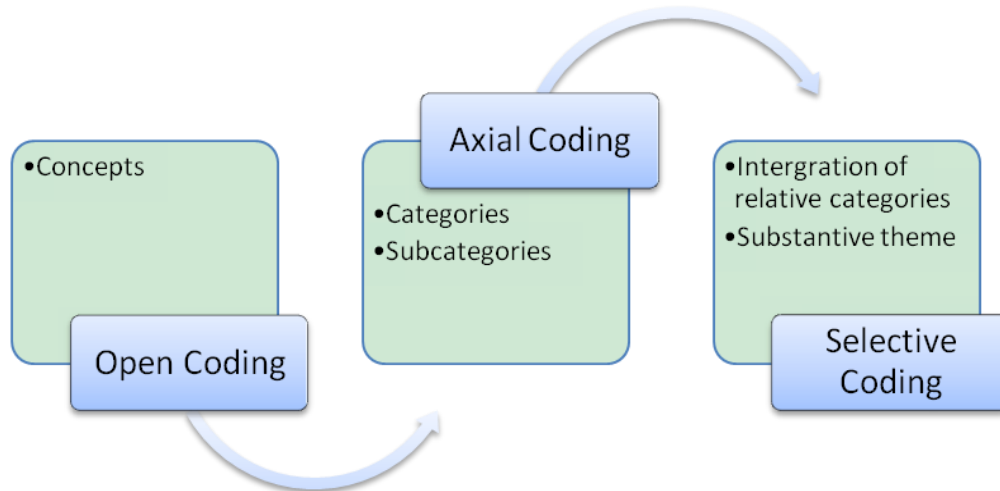 •Concepts
Open Coding
Axial Coding
•Categories
•Subcategories
•Intergration of
relative categories
•Substantive theme
Selective
Coding